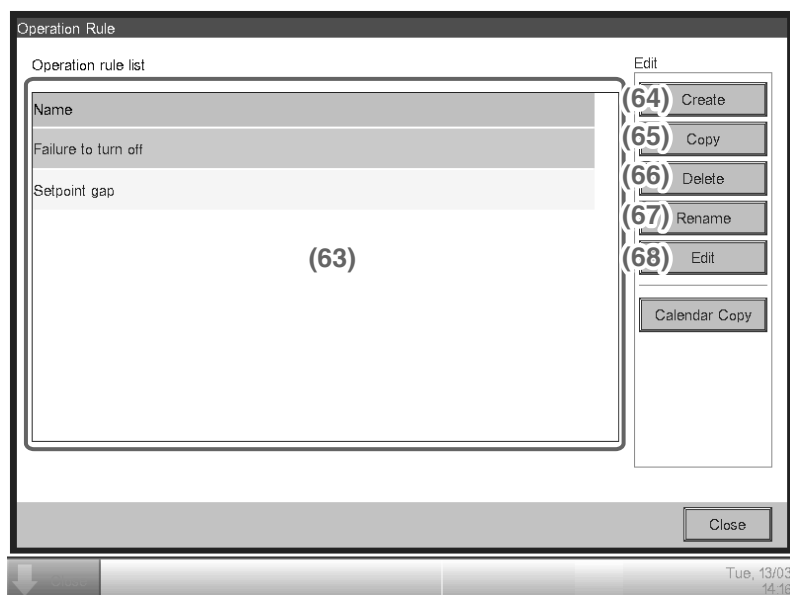 Operation Rule
Operation rule list
Edit
Name
Failure to turn off
Setpoint gap
(63)
(64) Create
(65) Copy
(66) Delete
(67) Rename
(68) Edit
Calendar Copy
Close
Tue, 13/03
14:16